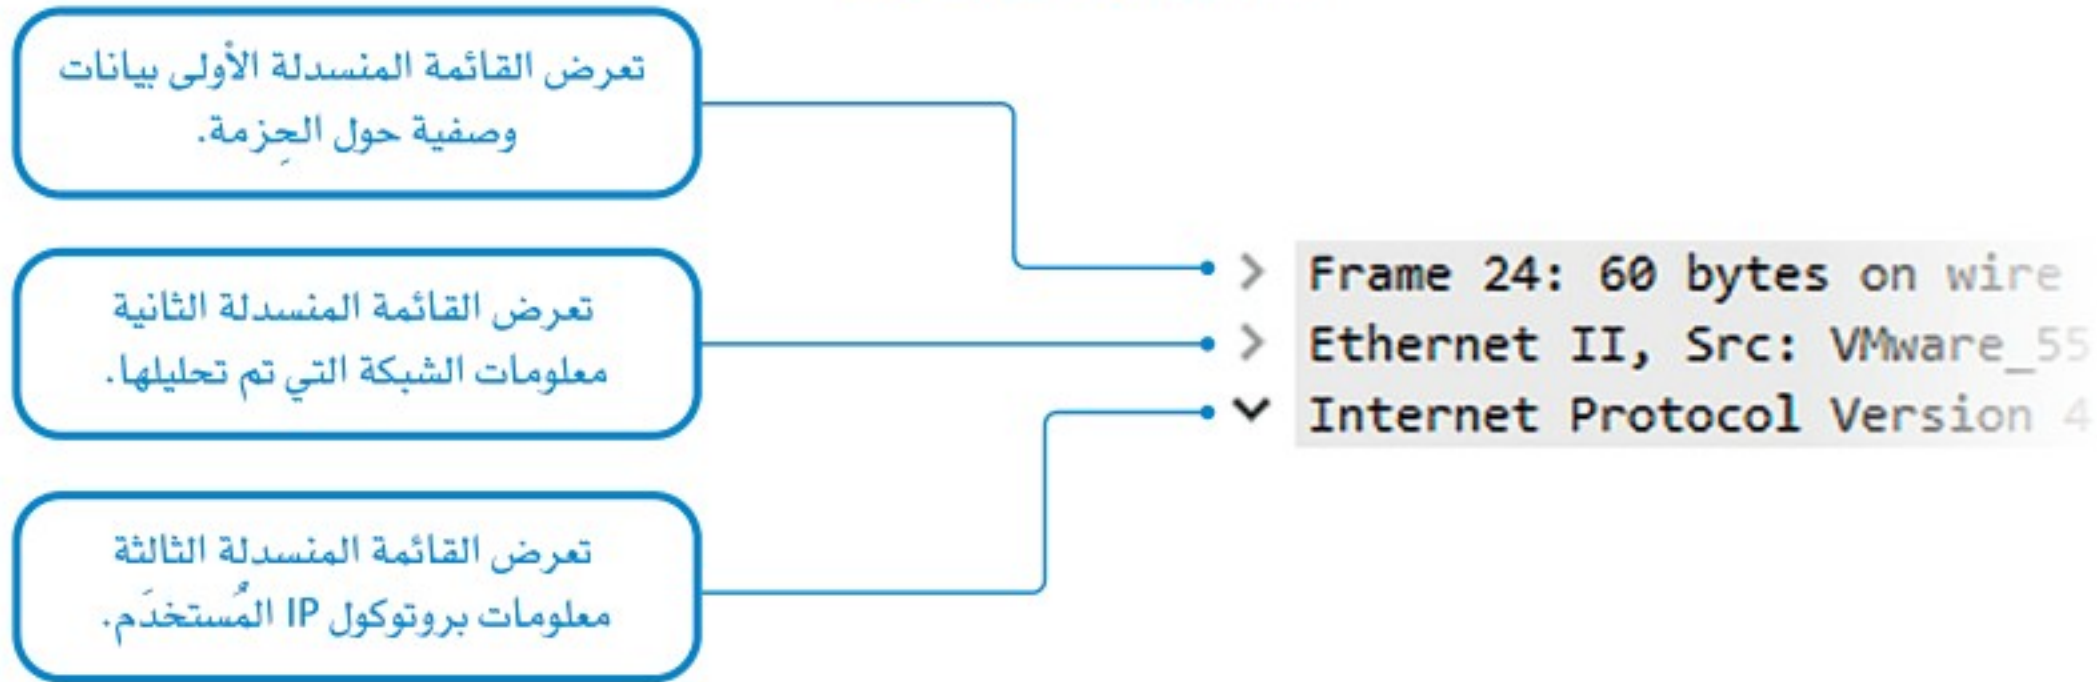 تعرض القائمة المنسدلة الأولى بيانات
وصفية حول الحِزمة.
تعرض القائمة المنسدلة الثانية
معلومات الشبكة التي تم تحليلها.
تعرض القائمة المنسدلة الثالثة
معلومات بروتوكول IP المُستخدَم.
Frame 24: 60 bytes on wire
Ethernet II, Src: VMware_55
Internet Protocol Version 4